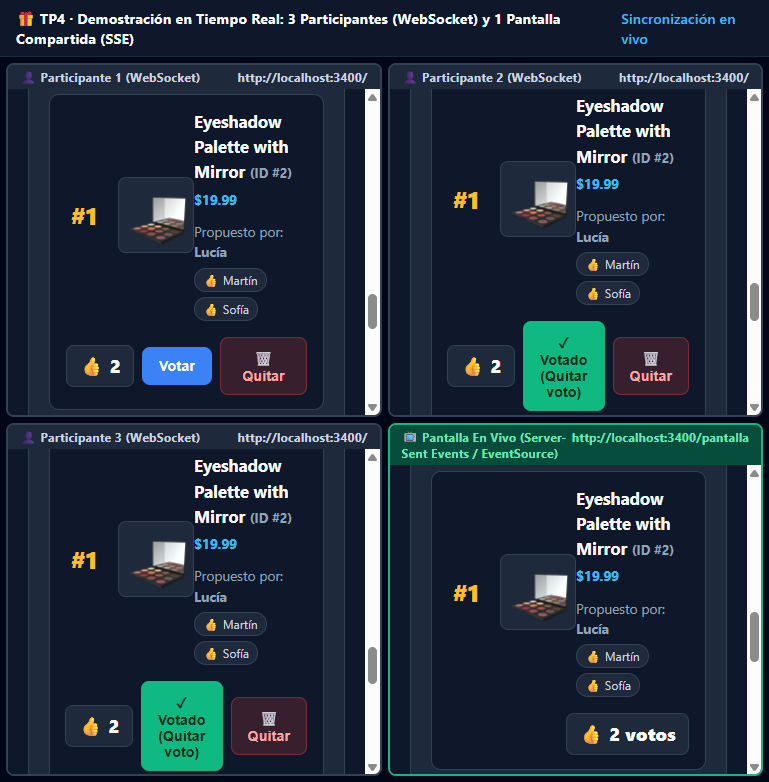 🎁 TP4 · Demostración en Tiempo Real: 3 Participantes (WebSocket) y 1 Pantalla
Compartida (SSE)
Sincronización en
vivo
👤 Participante 1 (WebSocket)
http://localhost:3400/
Eyeshadow
Palette with
Mirror (ID #2)
$19.99
#1
Propuesto por:
Lucía
👍 Martín
👍 Sofía
👍 2
Votar
🗑️
Quitar
👤 Participante 2 (WebSocket)
http://localhost:3400/
Eyeshadow
Palette with
Mirror (ID #2)
$19.99
#1
Propuesto por:
Lucía
👍 Martín
👍 Sofía
👍 2
✓
Votado
(Quitar
voto)
🗑️
Quitar
👤 Participante 3 (WebSocket)
http://localhost:3400/
Eyeshadow
Palette with
Mirror (ID #2)
$19.99
#1
Propuesto por:
Lucía
👍 Martín
👍 Sofía
👍 2
✓
Votado
(Quitar
voto)
🗑️
Quitar
📺 Pantalla En Vivo (Server-
Sent Events / EventSource)
http://localhost:3400/pantalla
Eyeshadow
Palette with
Mirror (ID #2)
$19.99
#1
Propuesto por:
Lucía
👍 Martín
👍 Sofía
👍 2 votos